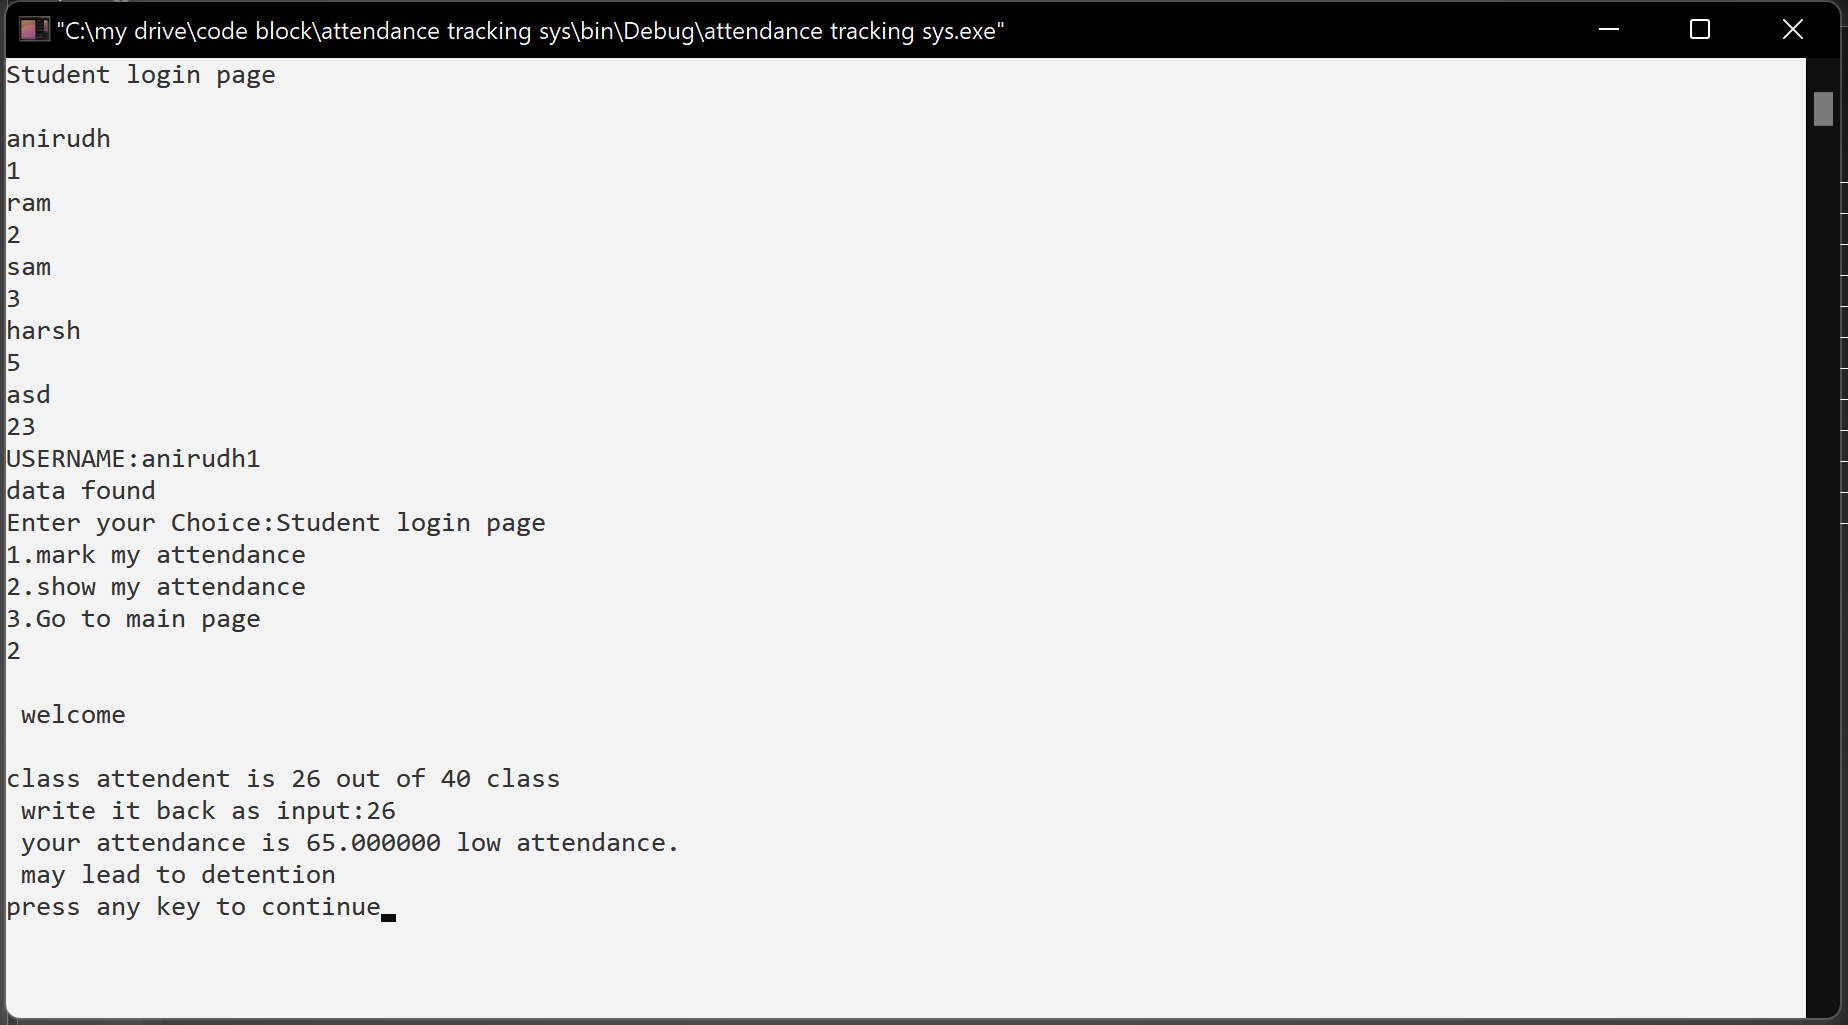 "C:\my drive\code block\attendance tracking sys\bin\Debug\attendance tracking sys.exe"
Student login page
anirudh
1
ram
2
sam
3
harsh
5
asd
23
USERNAME:anirudh1
data found
Enter your Choice:Student login page
1.mark my attendance
2.show my attendance
3.Go to main page
2
welcome
class attendent is 26 out of 40 class
write it back as input:26
your attendance is 65.000000 low attendance.
may lead to detention
press any key to continue